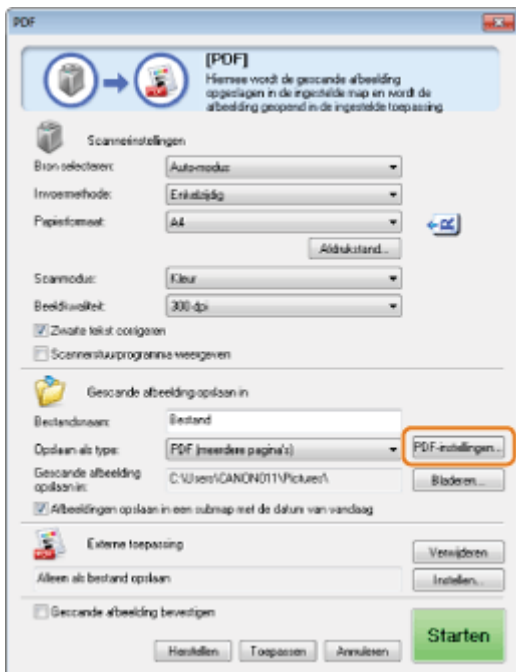 PDF
[PDF]
Hiermee wordt de gescande afbeelding
opgeslagen in de ingestelde map en wordt de
afbeelding geopend in de ingestelde toepassing
Scannerinstellingen
Bron selecteren: Auto-modus
Invoermethode: Enkelzijdig
Papierformaat: A4
Afdrukstand...
Scanmodus: Kleur
Beeldkwaliteit: 300 dpi
Zwarte tekst corrigeren
Scannerstuurprogramma weergeven
Gescande afbeelding opslaan in
Bestandsnaam: Bestand
Opslaan als type: PDF (meerdere pagina's) PDF-instellingen...
Gescande afbeelding
opslaan in: C:\Users\CANON011\Pictures\ Bladeren...
Afbeeldingen opslaan in een submap met de datum van vandaag
Externe toepassing
Verwijderen
Alleen als bestand opslaan Instellen...
Gescande afbeelding bevestigen
Herstellen Toepassen Annuleren Starten